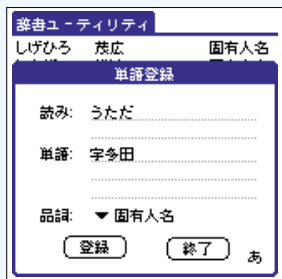 辞書ユーティリティ
しげひろ 茂広 固有人名
単語登録
読み: うただ
単語: 宇多田
品詞: ▼固有人名
登録 終了 あ